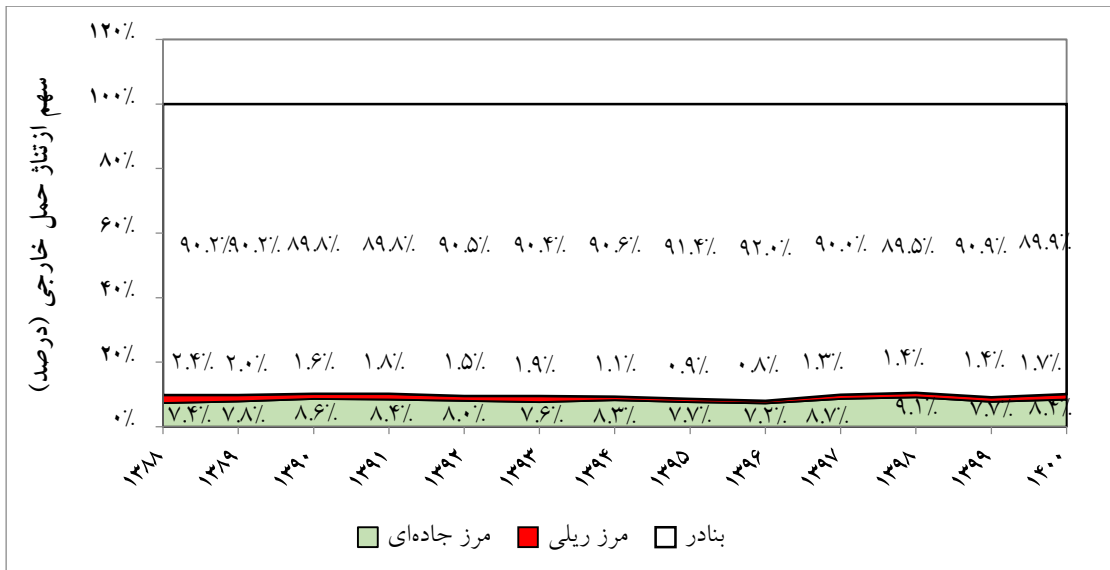 سهم از تناژ حمل خارجی (درصد)
۱۲۰٪
۱۰۰٪
۸۰٪
۶۰٪
۴۰٪
۲۰٪
۰٪
۹۰.۲٪ ۹۰.۲٪ ۸۹.۸٪ ۸۹.۸٪ ۹۰.۵٪ ۹۰.۴٪ ۹۰.۶٪ ۹۱.۴٪ ۹۲.۰٪ ۹۰.۰٪ ۸۹.۵٪ ۹۰.۹٪ ۸۹.۹٪
۲.۴٪ ۲.۰٪ ۱.۶٪ ۱.۸٪ ۱.۵٪ ۱.۹٪ ۱.۱٪ ۰.۹٪ ۰.۸٪ ۱.۳٪ ۱.۴٪ ۱.۴٪ ۱.۷٪
۷.۴٪ ۷.۸٪ ۸.۶٪ ۸.۴٪ ۸.۰٪ ۷.۶٪ ۸.۳٪ ۷.۷٪ ۷.۲٪ ۸.۷٪ ۹.۱٪ ۷.۷٪ ۸.۴٪
۱۳۸۸ ۱۳۸۹ ۱۳۹۰ ۱۳۹۱ ۱۳۹۲ ۱۳۹۳ ۱۳۹۴ ۱۳۹۵ ۱۳۹۶ ۱۳۹۷ ۱۳۹۸ ۱۳۹۹ ۱۴۰۰
بنادر مرز ریلی مرز جاده‌ای